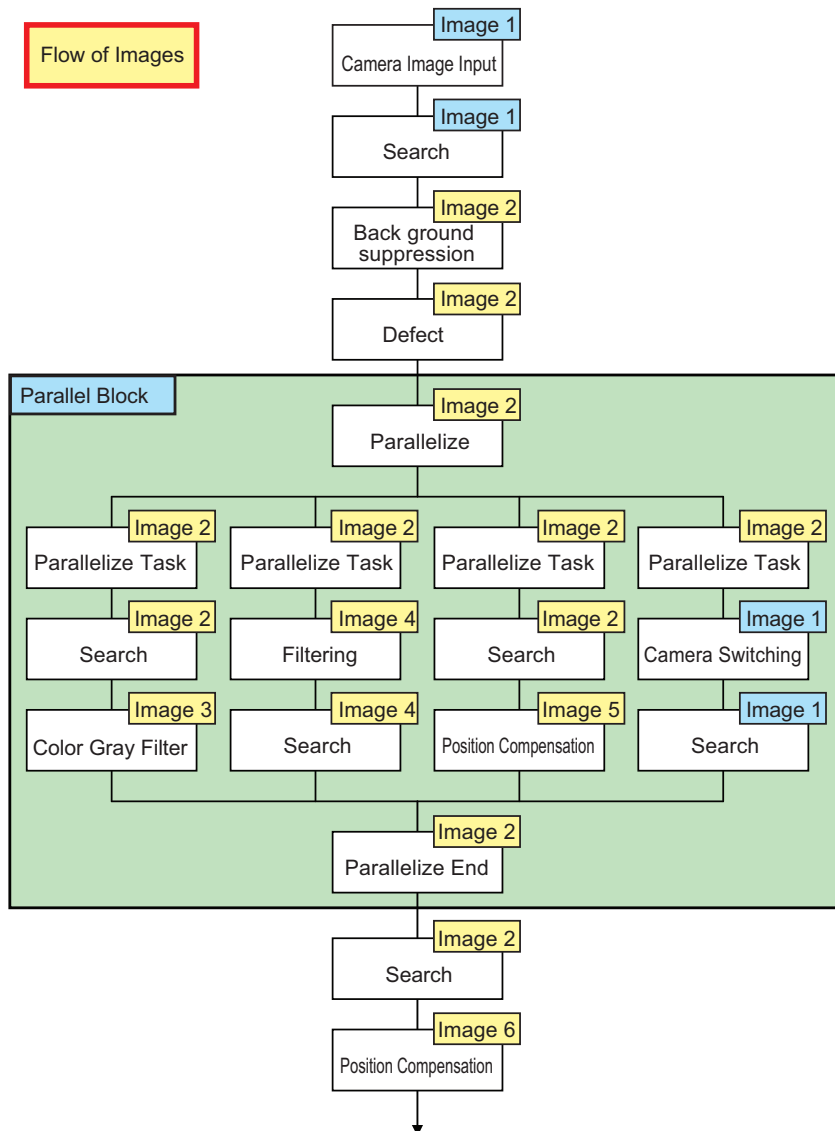 Flow of Images
Image 1
Camera Image Input
Image 1
Search
Image 2
Back ground
suppression
Image 2
Defect
Parallel Block
Image 2
Parallelize
Image 2
Parallelize Task
Image 2
Parallelize Task
Image 2
Parallelize Task
Image 2
Parallelize Task
Image 2
Search
Image 4
Filtering
Image 2
Search
Image 1
Camera Switching
Image 3
Color Gray Filter
Image 4
Search
Image 5
Position Compensation
Image 1
Search
Image 2
Parallelize End
Image 2
Search
Image 6
Position Compensation